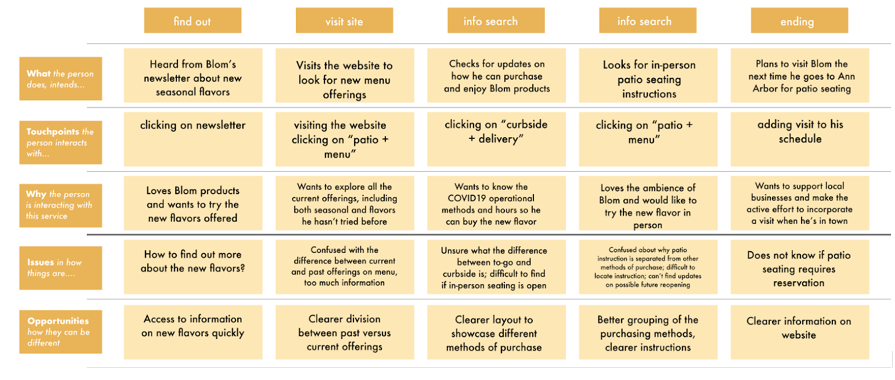 find out
visit site
info search
info search
ending
What the person
does, intends...
Heard from Blom's
newsletter about new
seasonal flavors
Visits the website to
look for new menu
offerings
Checks for updates on
how he can purchase
and enjoy Blom products
Looks for in-person
patio seating
instructions
Plans to visit Blom the
next time he goes to Ann
Arbor for patio seating
Touchpoints the
person interacts
with...
clicking on newsletter
visiting the website
clicking on "patio +
menu"
clicking on "curbside
+ delivery"
clicking on "patio +
menu"
adding visit to his
schedule
Why the person
is interacting with
this service
Loves Blom products
and wants to try the
new flavors offered
Wants to explore all the
current offerings, including
both seasonal and flavors
he hasn't tried before
Wants to know the
COVID19 operational
methods and hours so he
can buy the new flavor
Loves the ambience of
Blom and would like to
try the new flavor in
person
Wants to support local
businesses and make the
active effort to incorporate
a visit when he's in town
Issues in how
things are....
How to find out more
about the new flavors?
Confused with the
difference between current
and past offerings on menu,
too much information
Unsure what the difference
between to-go and
curbside is; difficult to find
if in-person seating is open
Confused about why patio
instruction is separated from other
methods of purchase; difficult to
locate instruction; can't find updates
on possible future reopening
Does not know if patio
seating requires
reservation
Opportunities
how they can be
different
Access to information
on new flavors quickly
Clearer division
between past versus
current offerings
Clearer layout to
showcase different
methods of purchase
Better grouping of the
purchasing methods,
clearer instructions
Clearer information on
website